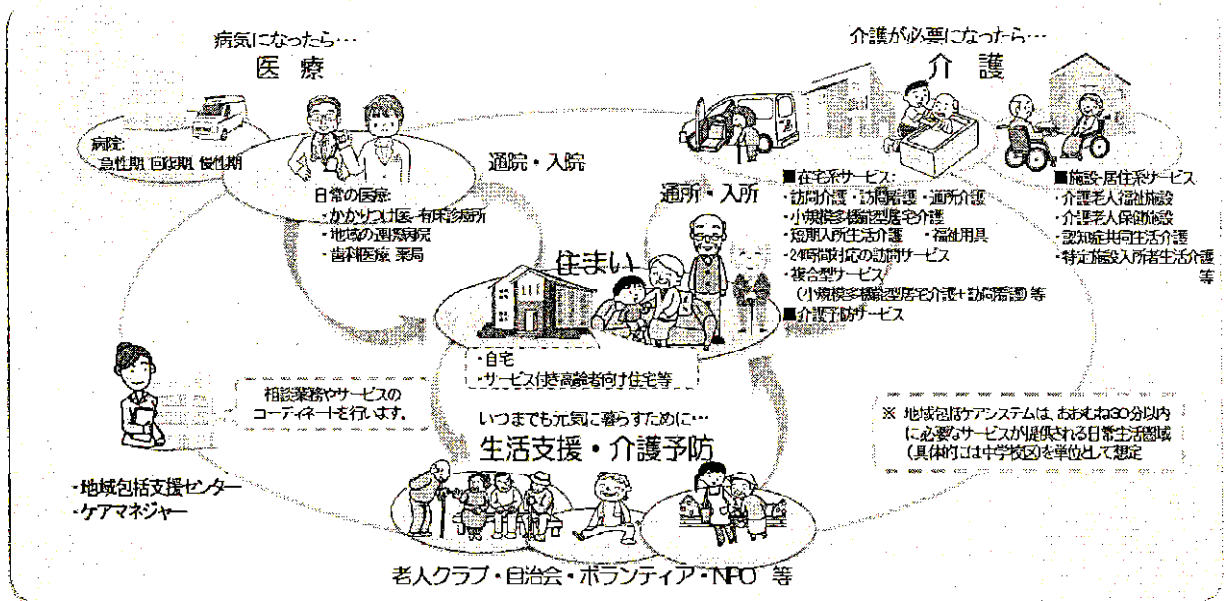 病気になったら…
医 療
病院:
急性期, 回復期, 慢性期
日常の医療:
・かかりつけ医、有床診療所
・地域の連携病院
・歯科医療、薬局
通院・入院
介護が必要になったら…
介 護
通所・入所
■在宅系サービス:
・訪問介護・訪問看護・通所介護
・小規模多機能型居宅介護
・短期入所生活介護 ・福祉用具
・24時間対応の訪問サービス
・複合型サービス
(小規模多機能型居宅介護+訪問看護)等
■介護予防サービス
■施設・居住系サービス
・介護老人福祉施設
・介護老人保健施設
・認知症共同生活介護
・特定施設入所者生活介護
等
住まい
・自宅
・サービス付き高齢者向け住宅等
相談業務やサービスの
コーディネートを行います。
・地域包括支援センター
・ケアマネジャー
いつまでも元気に暮らすために…
生活支援・介護予防
老人クラブ・自治会・ボランティア・NPO 等
※ 地域包括ケアシステムは、おおむね30分以内
に必要なサービスが提供される日常生活圏域
(具体的には中学校区)を単位として想定